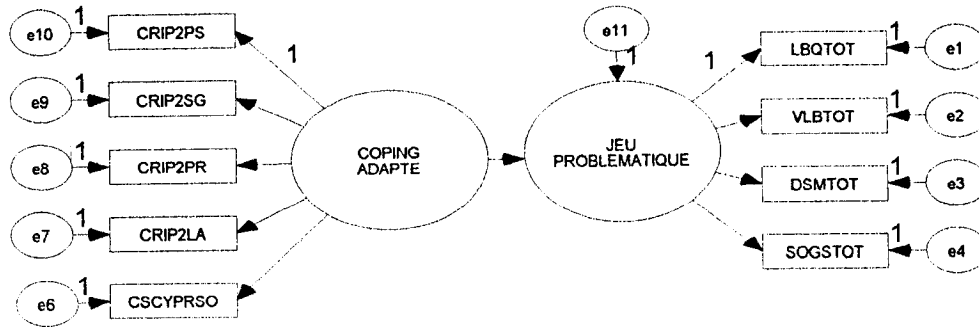 e10
1
CRIP2PS
e9
1
CRIP2SG
e8
1
CRIP2PR
e7
1
CRIP2LA
e6
1
CSCYPRSO
1
COPING
ADAPTE
e11
1
JEU
PROBLEMATIQUE
1
LBQTOT
1
e1
VLBTOT
1
e2
DSMTOT
1
e3
SOGSTOT
1
e4